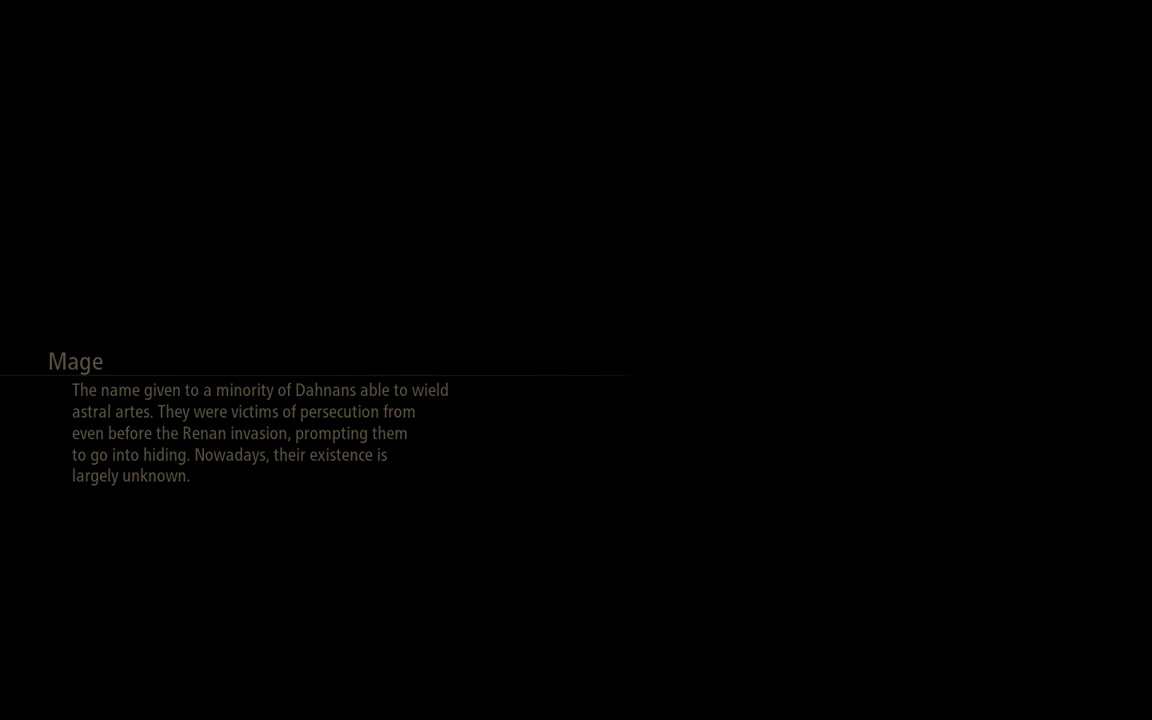 Mage
The name given to a minority of Dahnans able to wield
astral artes. They were victims of persecution from
even before the Renan invasion, prompting them
to go into hiding. Nowadays, their existence is
largely unknown.